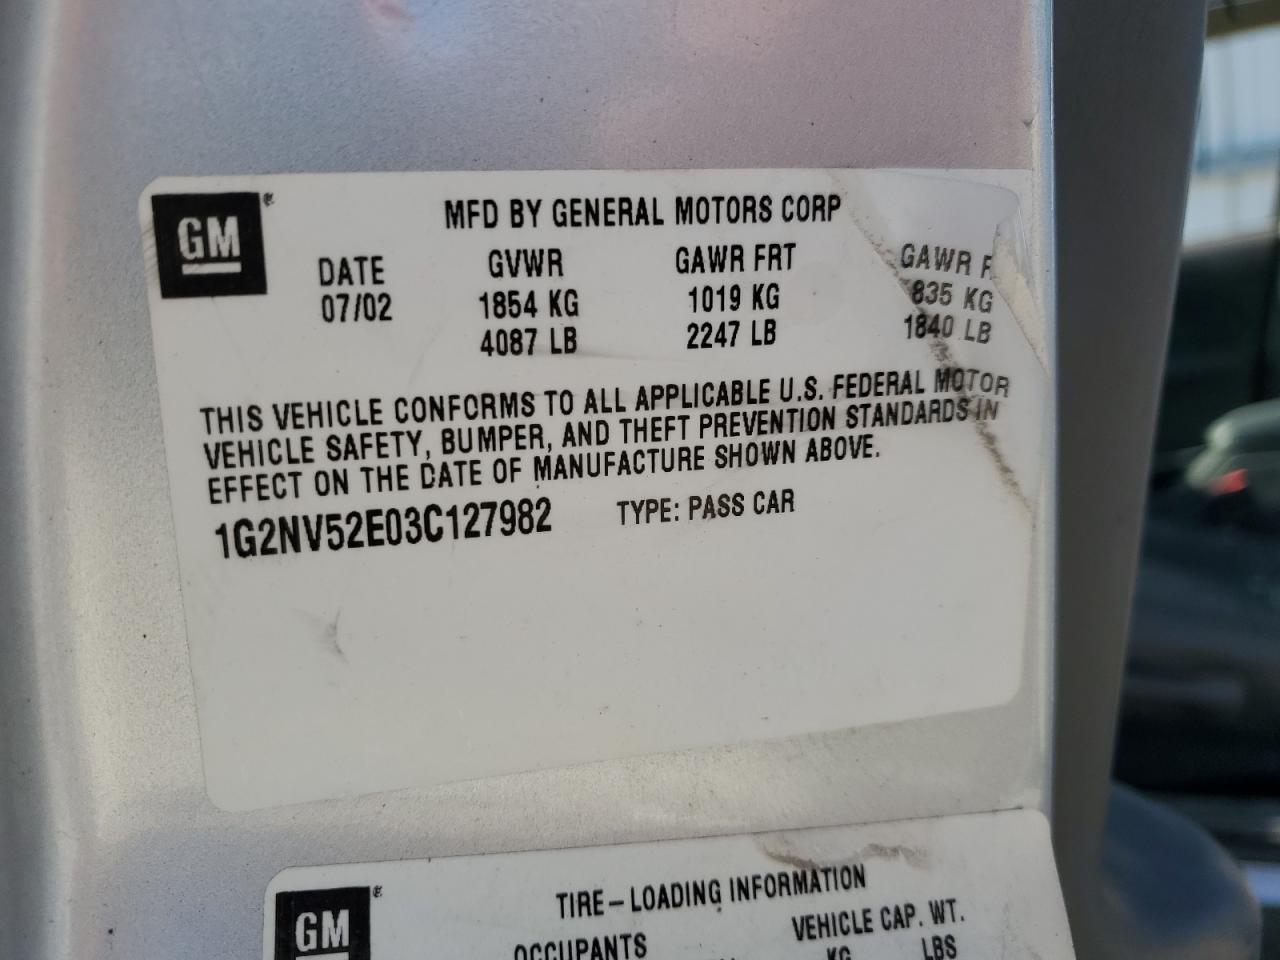 GM
MFD BY GENERAL MOTORS CORP
DATE GVWR GAWR FRT GAWR
07/02 1854 KG 1019 KG 835 KG
4087 LB 2247 LB 1840 LB
THIS VEHICLE CONFORMS TO ALL APPLICABLE U.S. FEDERAL MOTOR
VEHICLE SAFETY, BUMPER, AND THEFT PREVENTION STANDARDS IN
EFFECT ON THE DATE OF MANUFACTURE SHOWN ABOVE.
1G2NV52E03C127982 TYPE: PASS CAR
GM
TIRE-LOADING INFORMATION
OCCUPANTS VEHICLE CAP. WT.
KG LBS